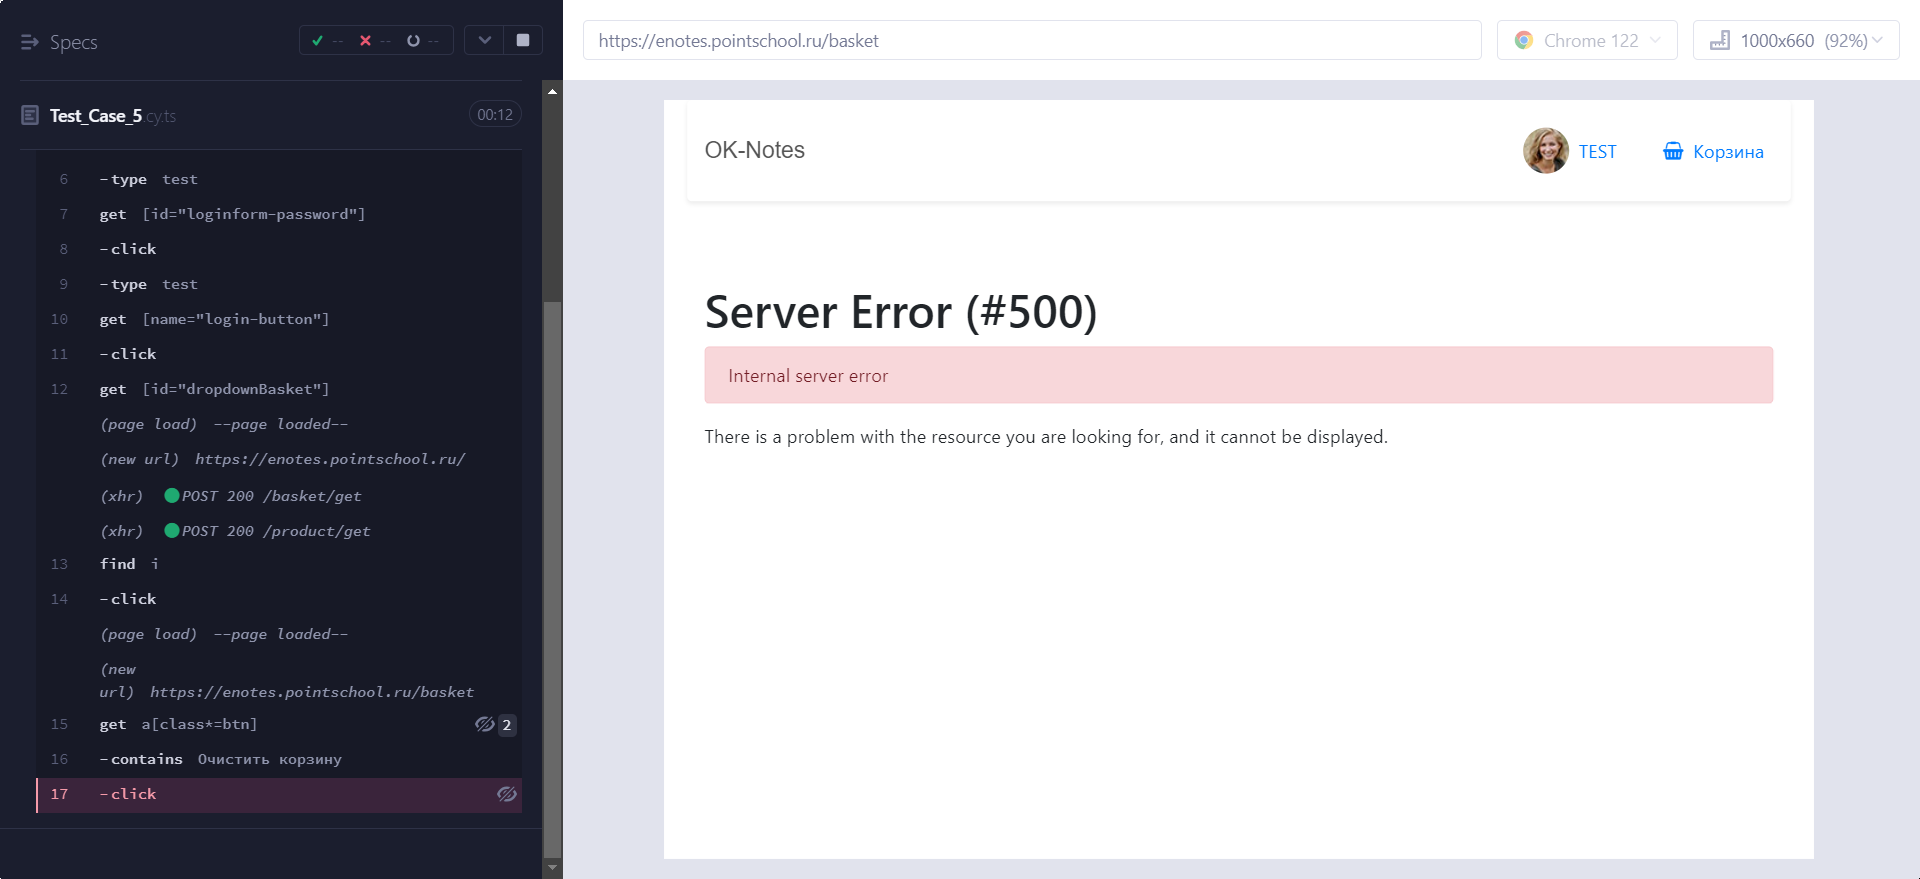 Specs
-- -- --
Test_Case_5.cy.ts 00:12
6 -type test
7 get [id="loginform-password"]
8 -click
9 -type test
10 get [name="login-button"]
11 -click
12 get [id="dropdownBasket"]
(page load) --page loaded--
(new url) https://enotes.pointschool.ru/
(xhr) POST 200 /basket/get
(xhr) POST 200 /product/get
13 find i
14 -click
(page load) --page loaded--
(new
url) https://enotes.pointschool.ru/basket
15 get a[class*=btn] 2
16 -contains Очистить корзину
17 -click
https://enotes.pointschool.ru/basket
Chrome 122
1000x660 (92%)
OK-Notes
TEST
Корзина
Server Error (#500)
Internal server error
There is a problem with the resource you are looking for, and it cannot be displayed.